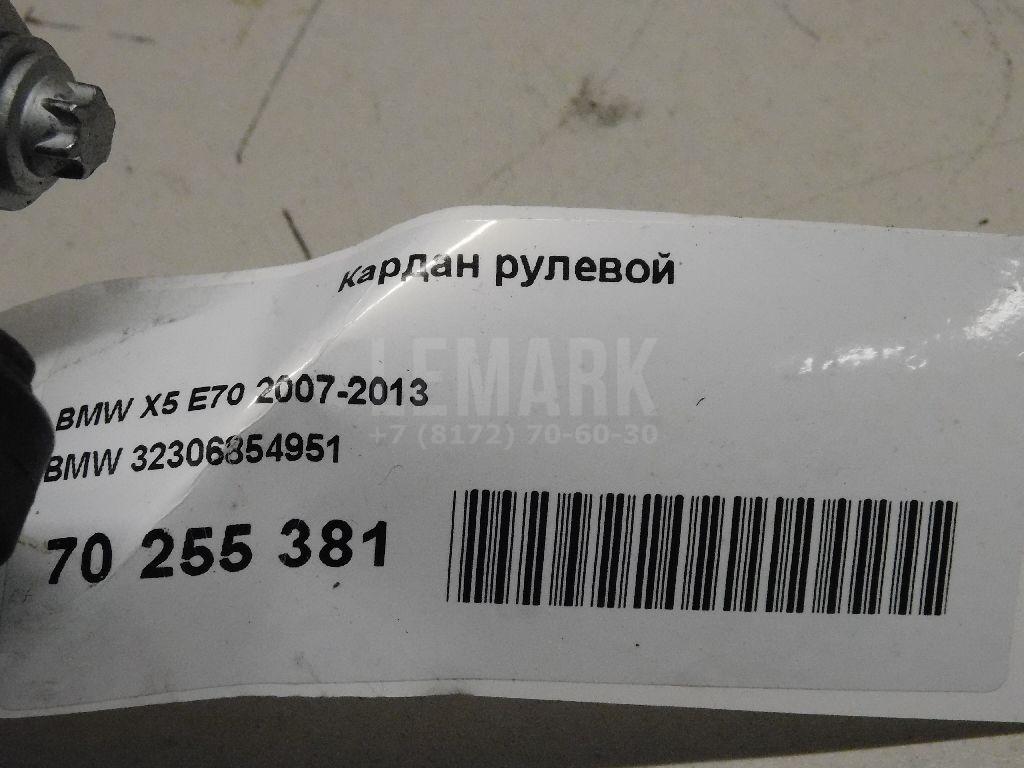 Кардан рулевой
LEMARK
+7 (8172) 70-60-30
BMW X5 E70 2007-2013
BMW 32306854951
70 255 381